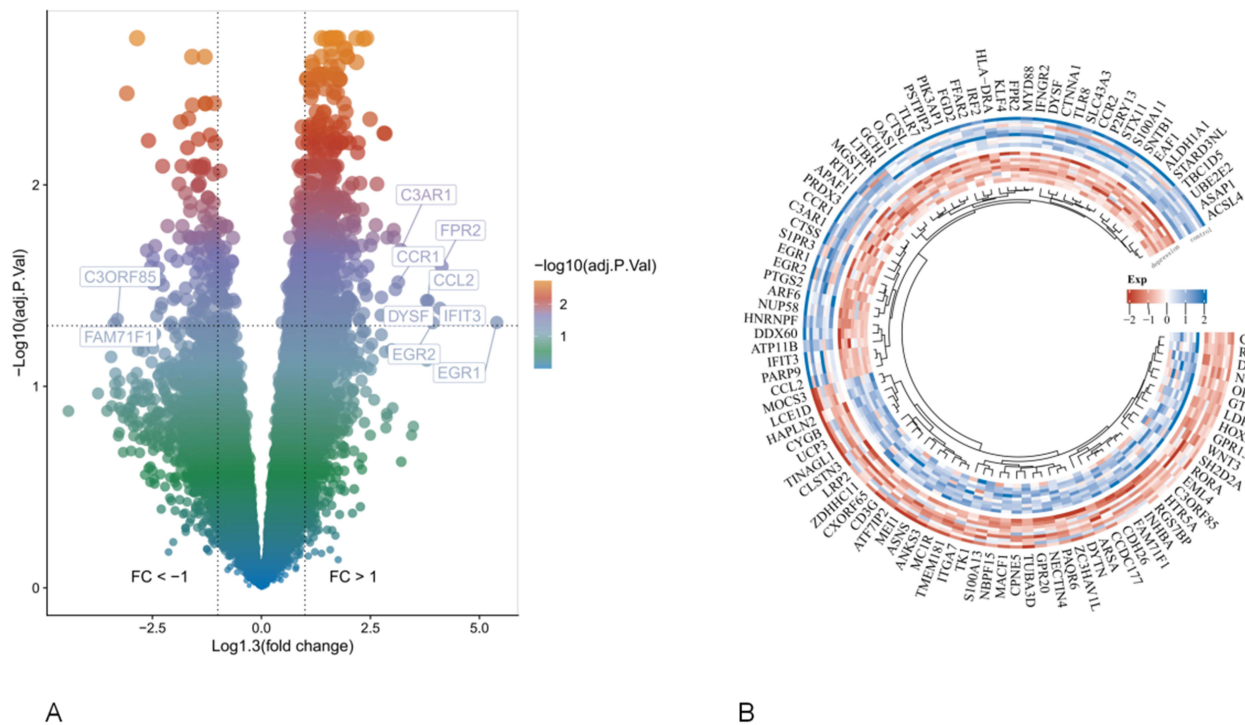 2
1
0
−Log10(adj.P.Val)
C3AR1
FPR2
CCR1
CCL2
C3ORF85
DYSF
IFIT3
FAM71F1
EGR2
EGR1
FC < −1
FC > 1
−2.5
0.0
2.5
5.0
Log1.3(fold change)
−log10(adj.P.Val)
2
1
A
ACSL4
ASAP1
UBE2E2
TBC1D5
STARD3NL
ALDH1A1
EAF1
SNTB1
S100A11
STX11
P2RY13
CCR2
SLC43A3
TLR8
CTNNA1
DYSF
IFNGR2
MYD88
FPR2
KLF4
HLA−DRA
IRF2
FFAR2
FGD2
PIK3AP1
PSTPIP2
TLR7
CTSL
OAS1
GCH1
LTBR
MGST1
RTN1
APAF1
PRDX3
CCR1
C3AR1
CTSS
S1PR3
EGR1
EGR2
PTGS2
ARF6
NUP58
HNRNPF
DDX60
ATP11B
IFIT3
PARP9
CCL2
MOCS3
LCE1D
HAPLN2
CYGB
UCP3
TINAGL1
CLSTN3
LRP2
ZDHHC11
CXORF65
CD3G
ATF7IP2
MEI1
ASNS
ANKS3
MC1R
TMEM181
ITGA7
TK1
S100A13
NBPF15
MACF1
CPNE5
TUBA3D
GPR20
NECTIN4
PAQR6
ZC3HAV1L
DYTN
ARSA
CCDC177
CDH26
FAM71F1
INHBA
RGS7BP
HTR5A
C3ORF85
EML4
RORA
SH2D2A
WNT3
depression
control
Exp
−2
−1
0
1
2
B